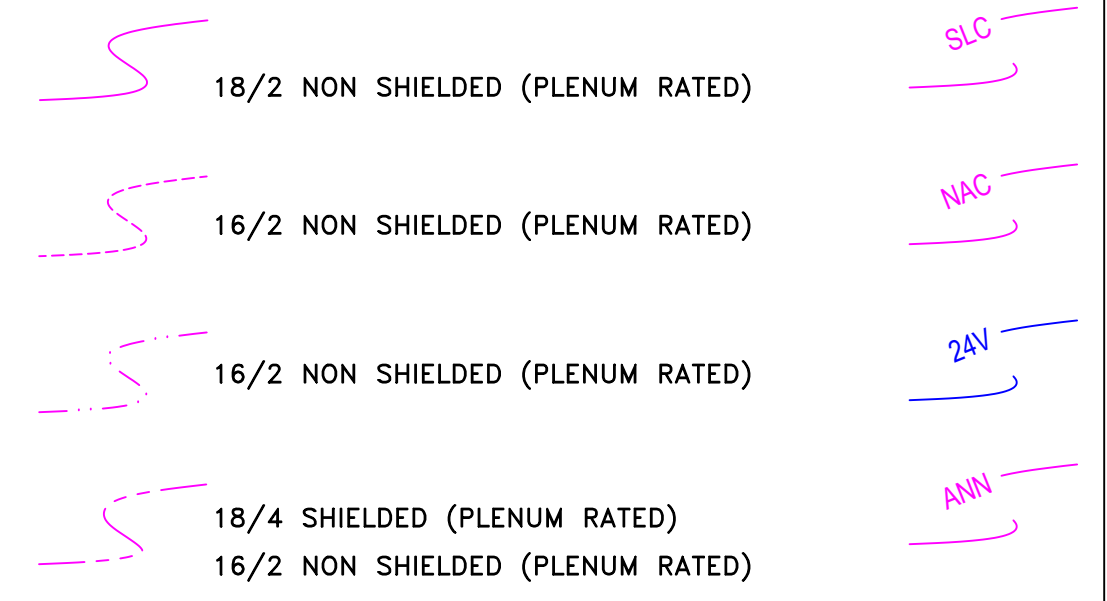 SLC
18/2 NON SHIELDED (PLENUM RATED)
NAC
16/2 NON SHIELDED (PLENUM RATED)
24V
16/2 NON SHIELDED (PLENUM RATED)
ANN
18/4 SHIELDED (PLENUM RATED)
16/2 NON SHIELDED (PLENUM RATED)